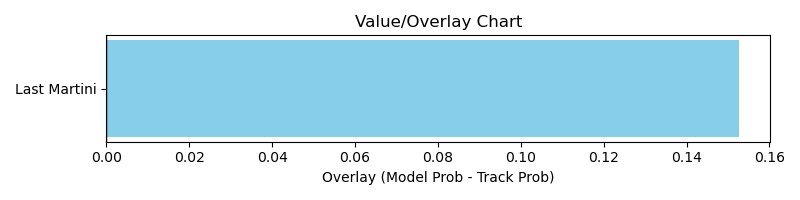 Value/Overlay Chart
Last Martini
0.00 0.02 0.04 0.06 0.08 0.10 0.12 0.14 0.16
Overlay (Model Prob - Track Prob)